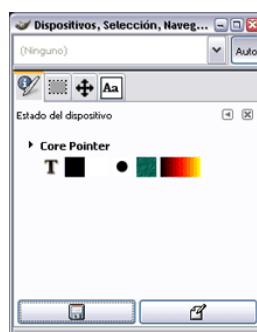 Dispositivos, Selección, Naveg...
(Ninguno)
Auto
Aa
Estado del dispositivo
Core Pointer
T